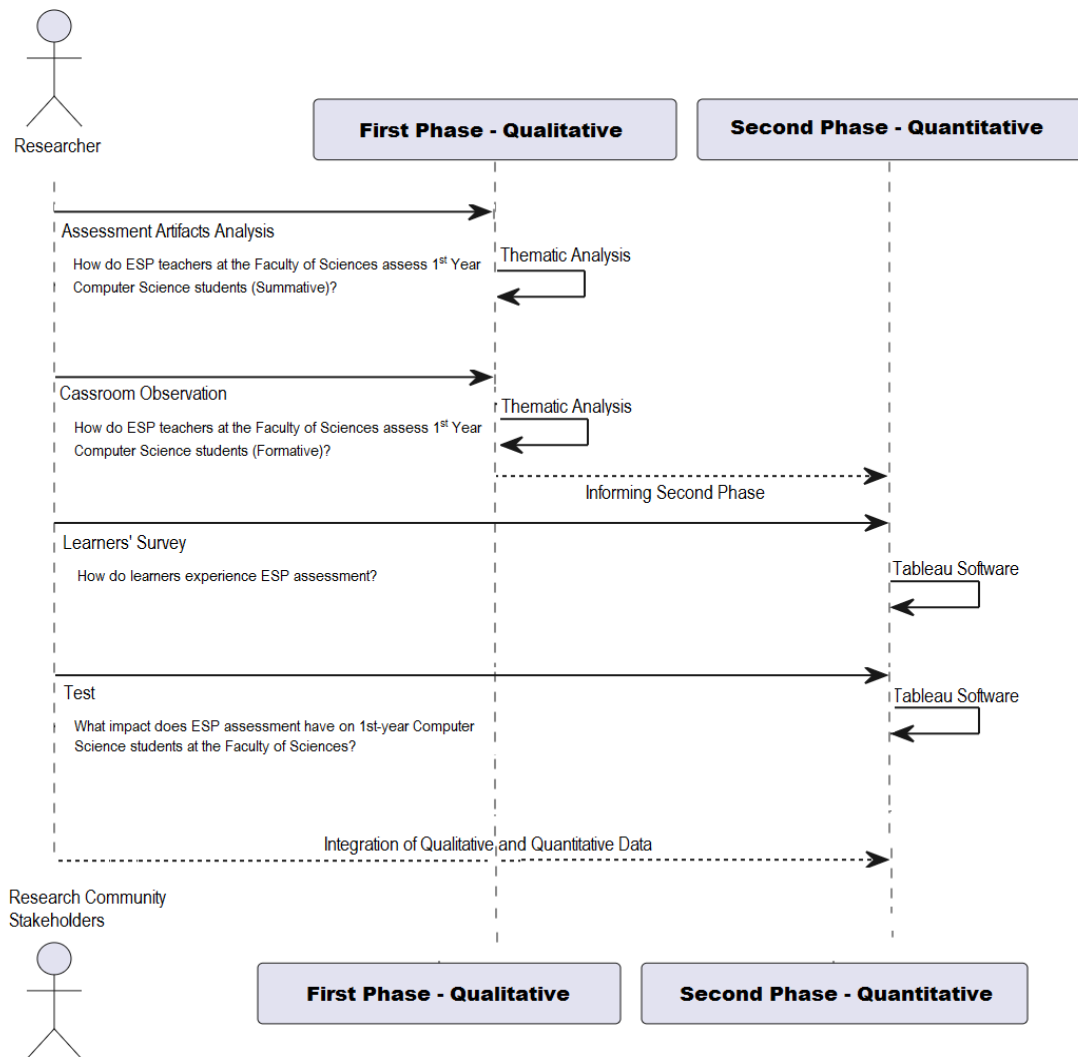 Researcher
First Phase - Qualitative
Second Phase - Quantitative
Assessment Artifacts Analysis
How do ESP teachers at the Faculty of Sciences assess 1st Year
Computer Science students (Summative)?
Thematic Analysis
Cassroom Observation
How do ESP teachers at the Faculty of Sciences assess 1st Year
Computer Science students (Formative)?
Thematic Analysis
Informing Second Phase
Learners' Survey
How do learners experience ESP assessment?
Tableau Software
Test
What impact does ESP assessment have on 1st-year Computer
Science students at the Faculty of Sciences?
Tableau Software
Integration of Qualitative and Quantitative Data
Research Community
Stakeholders
First Phase - Qualitative
Second Phase - Quantitative